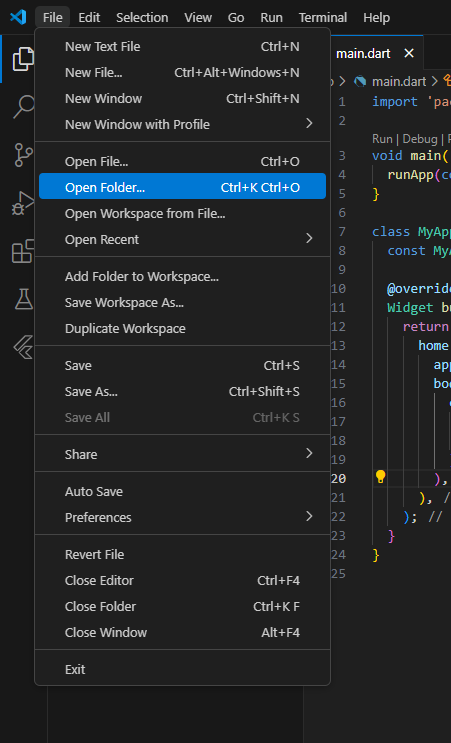 File Edit Selection View Go Run Terminal Help
New Text File Ctrl+N
New File... Ctrl+Alt+Windows+N
New Window Ctrl+Shift+N
New Window with Profile
Open File... Ctrl+O
Open Folder... Ctrl+K Ctrl+O
Open Workspace from File...
Open Recent
Add Folder to Workspace...
Save Workspace As...
Duplicate Workspace
Save Ctrl+S
Save As... Ctrl+Shift+S
Save All Ctrl+K S
Share
Auto Save
Preferences
Revert File
Close Editor Ctrl+F4
Close Folder Ctrl+K F
Close Window Alt+F4
Exit
main.dart
main.dart
1 import 'pac
2
Run | Debug |
3 void main(
4 runApp(co
5 }
6
7 class MyApp
8 const MyA
9
10 @override
11 Widget bu
12 return
13 home
14 app
15 bod
16
17
18
19
20 ),
21 ), /
22 ); //
23 }
24 }
25